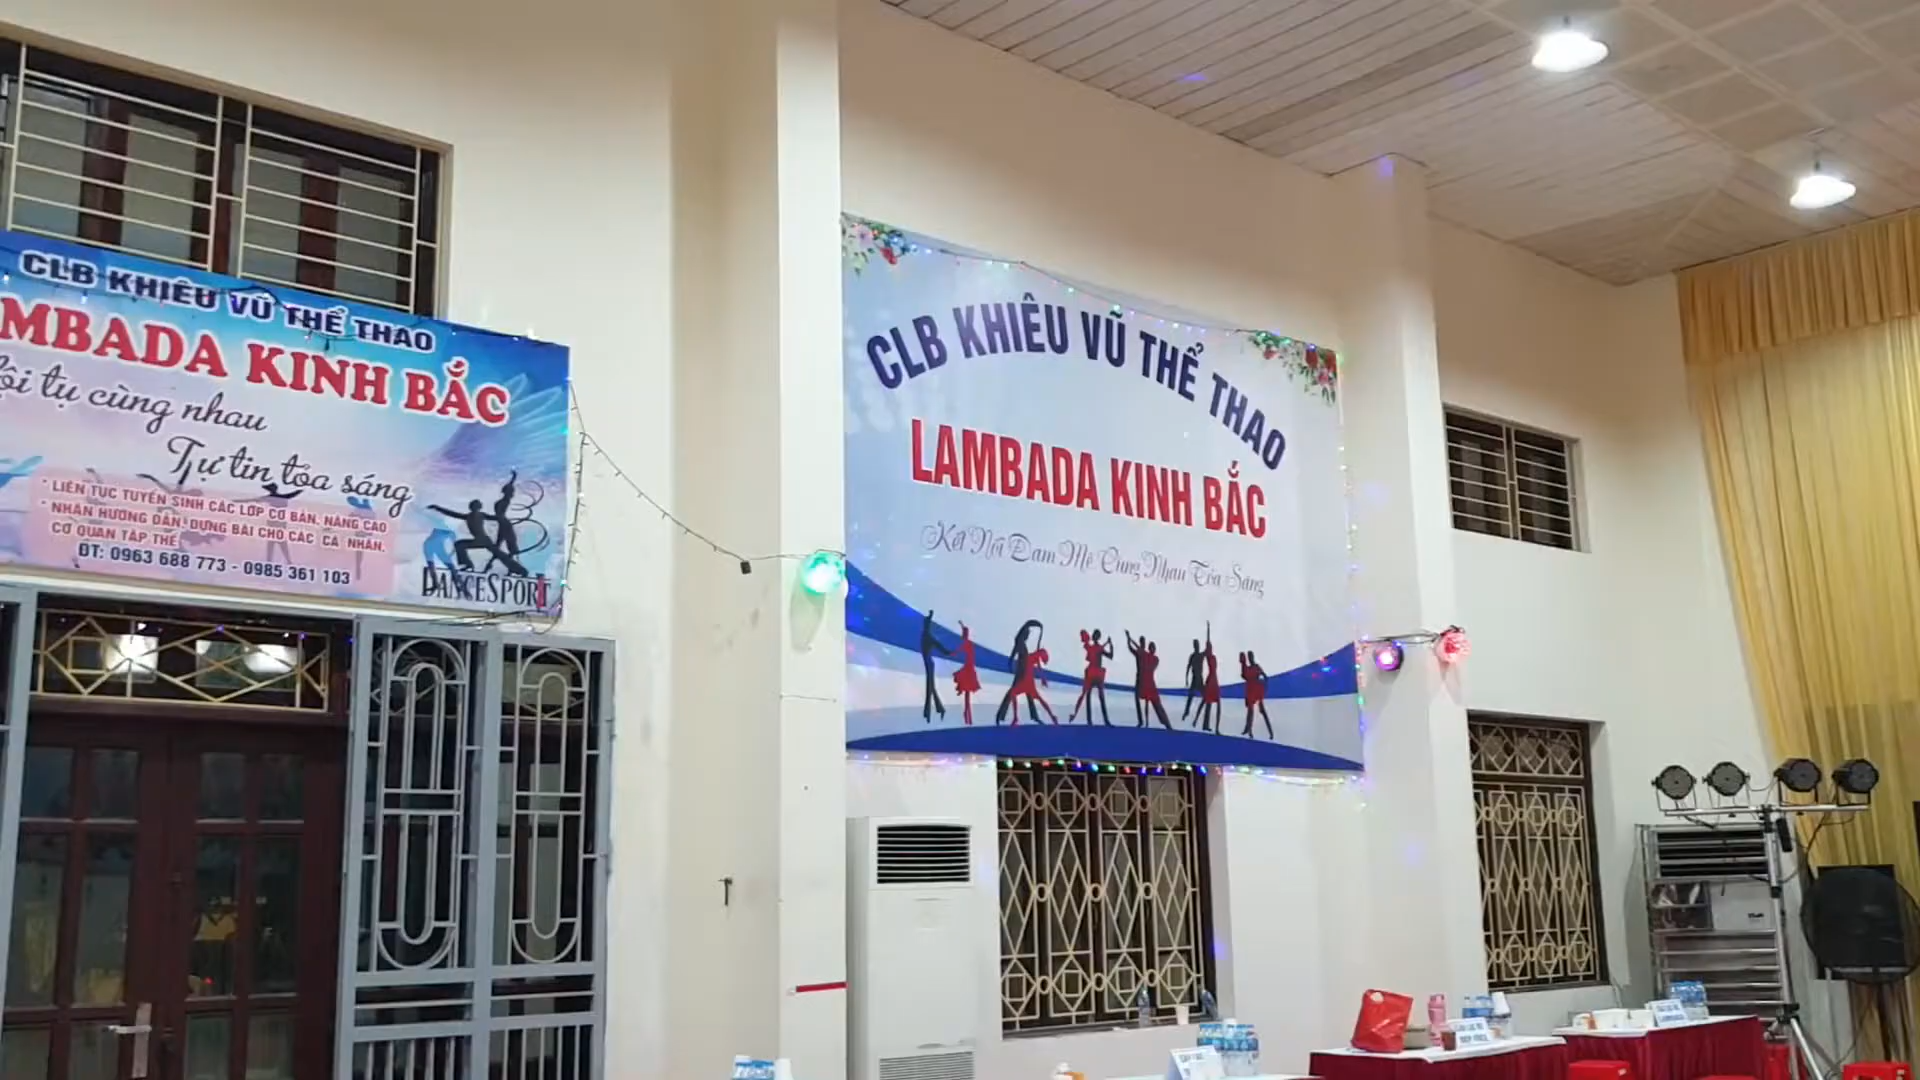 CLB KHIÊU VŨ THỂ THAO
MBADA KINH BẮC
ội tụ cùng nhau
Tự tin tỏa sáng
* LIÊN TỤC TUYỂN SINH CÁC LỚP CƠ BẢN, NÂNG CAO
* NHẬN HƯỚNG DẪN, DỰNG BÀI CHO CÁC CÁ NHÂN,
CƠ QUAN TẬP THỂ
ĐT: 0963 688 773 - 0985 361 103
DANCESPORT
CLB KHIÊU VŨ THỂ THAO
LAMBADA KINH BẮC
Kết Nối Đam Mê Cùng Nhau Tỏa Sáng